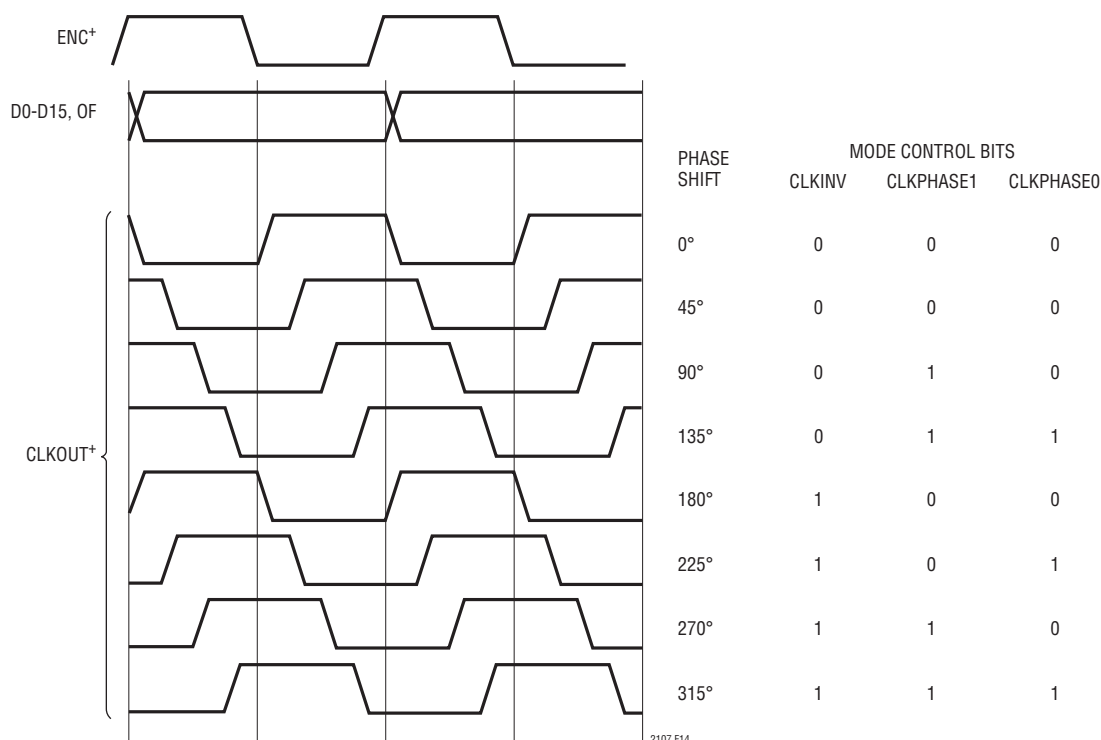 ENC+
D0-D15, OF
PHASE SHIFT
MODE CONTROL BITS
CLKINV CLKPHASE1 CLKPHASE0
0° 0 0 0
45° 0 0 0
90° 0 1 0
135° 0 1 1
CLKOUT+
180° 1 0 0
225° 1 0 1
270° 1 1 0
315° 1 1 1
2107 F14